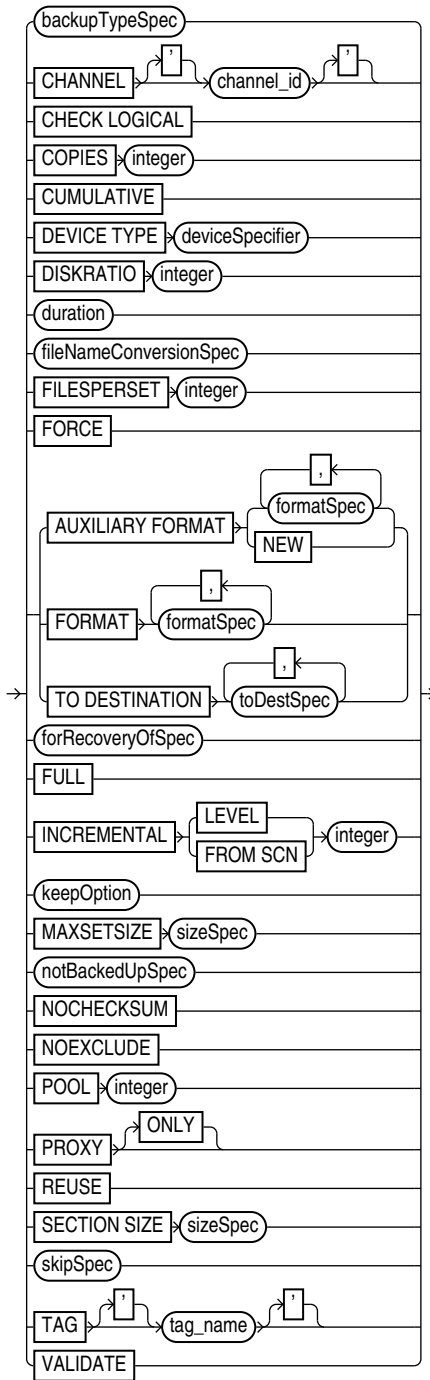 backupTypeSpec
CHANNEL ' channel_id '
CHECK LOGICAL
COPIES integer
CUMULATIVE
DEVICE TYPE deviceSpecifier
DISKRATIO integer
duration
fileNameConversionSpec
FILESPERSET integer
FORCE
,
AUXILIARY FORMAT formatSpec
NEW
,
FORMAT formatSpec
,
TO DESTINATION toDestSpec
forRecoveryOfSpec
FULL
LEVEL
INCREMENTAL integer
FROM SCN
keepOption
MAXSETSIZE sizeSpec
notBackedUpSpec
NOCHECKSUM
NOEXCLUDE
POOL integer
ONLY
PROXY
REUSE
SECTION SIZE sizeSpec
skipSpec
TAG ' tag_name '
VALIDATE